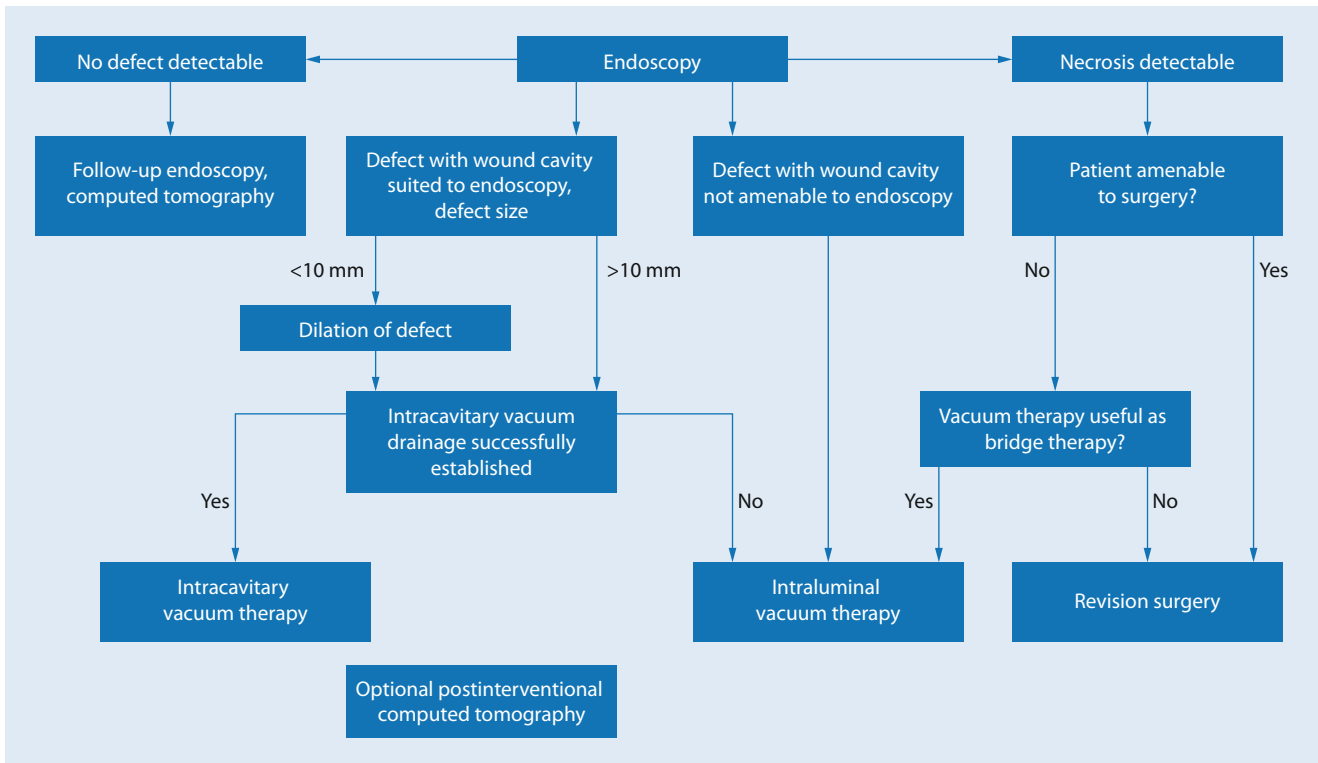 No defect detectable
Endoscopy
Necrosis detectable
Follow-up endoscopy,
computed tomography
Defect with wound cavity
suited to endoscopy,
defect size
Defect with wound cavity
not amenable to endoscopy
Patient amenable
to surgery?
<10 mm
>10 mm
No
Yes
Dilation of defect
Intracavitary vacuum
drainage successfully
established
Vacuum therapy useful as
bridge therapy?
Yes
No
Yes
No
Intracavitary
vacuum therapy
Intraluminal
vacuum therapy
Revision surgery
Optional postinterventional
computed tomography